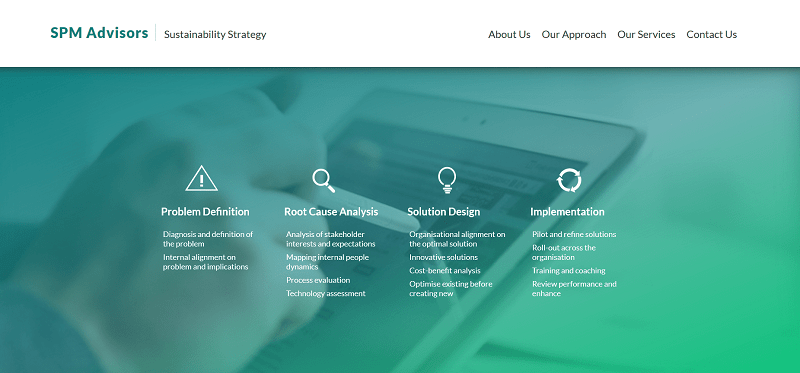 SPM Advisors
Sustainability Strategy
About Us
Our Approach
Our Services
Contact Us
Problem Definition
Diagnosis and definition of
the problem
Internal alignment on
problem and implications
Root Cause Analysis
Analysis of stakeholder
interests and expectations
Mapping internal people
dynamics
Process evaluation
Technology assessment
Solution Design
Organisational alignment on
the optimal solution
Innovative solutions
Cost-benefit analysis
Optimise existing before
creating new
Implementation
Pilot and refine solutions
Roll-out across the
organisation
Training and coaching
Review performance and
enhance